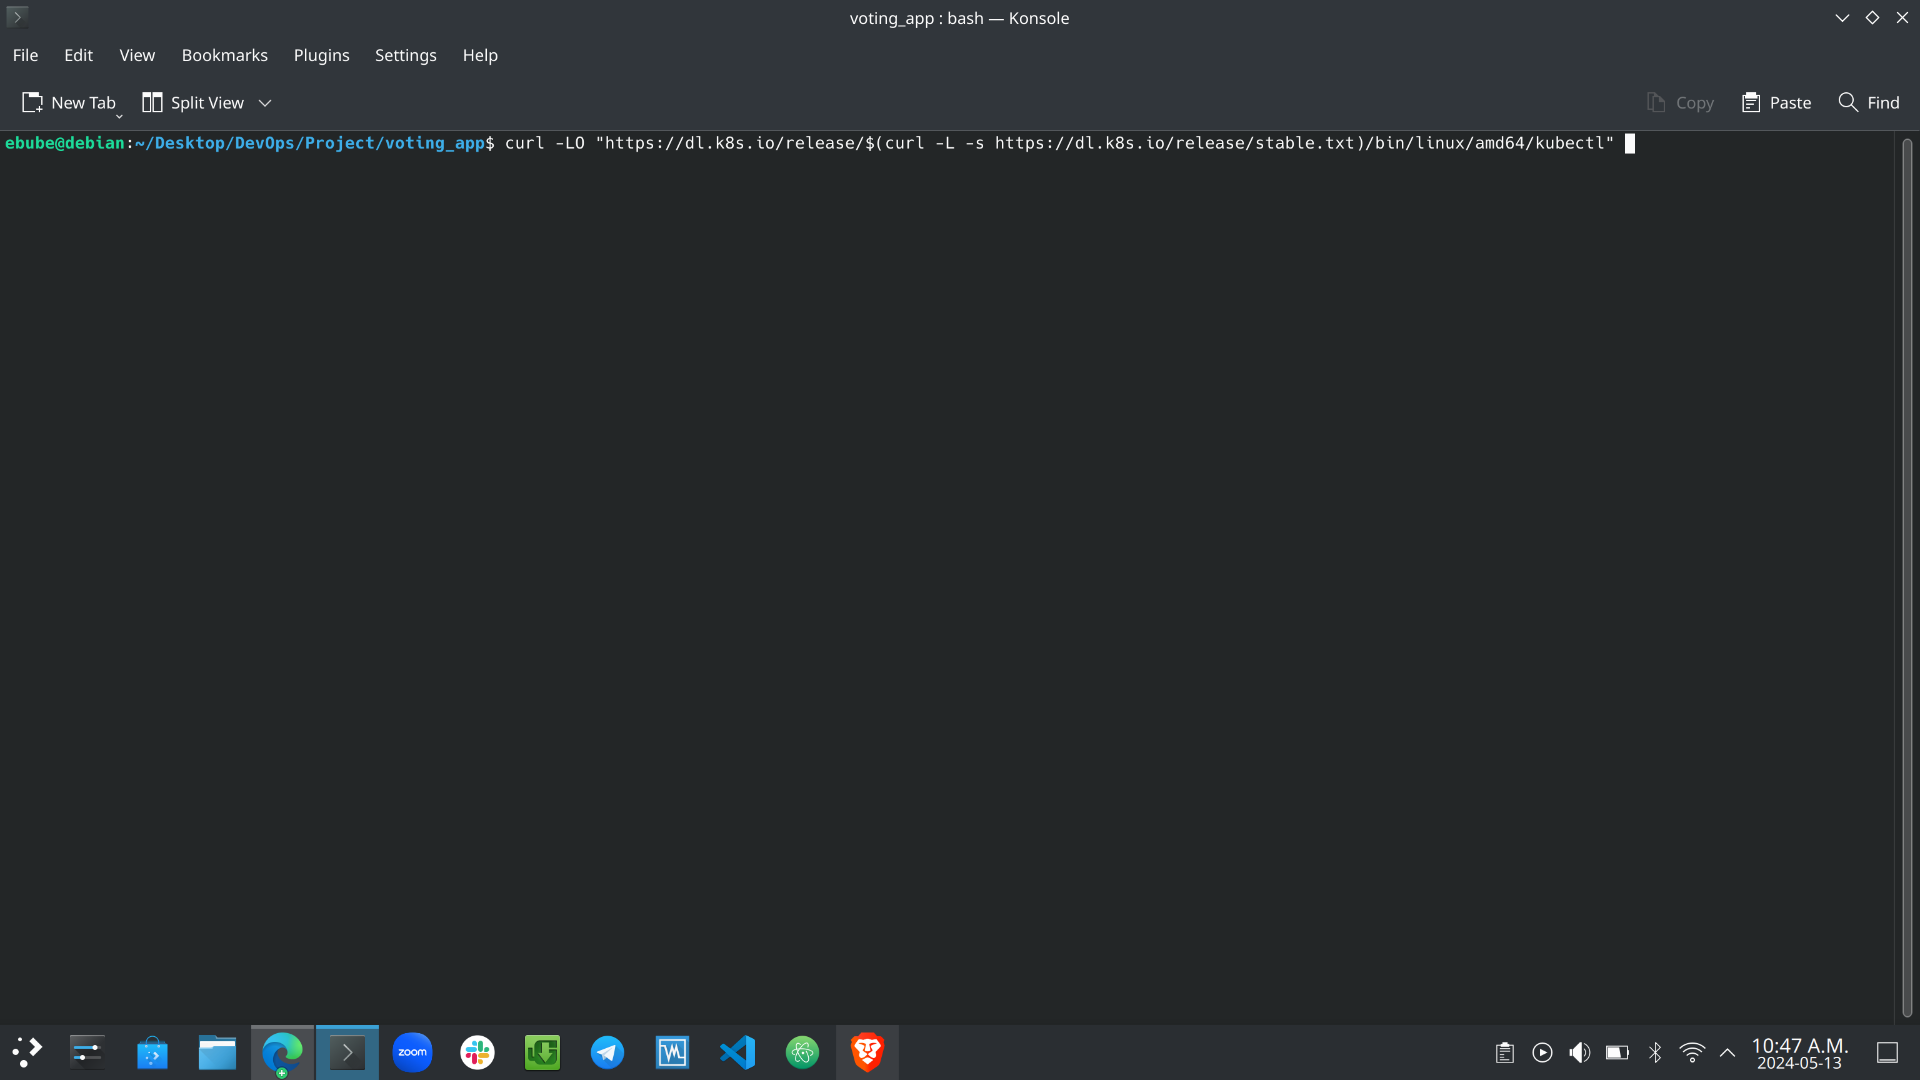 voting_app : bash — Konsole
File Edit View Bookmarks Plugins Settings Help
New Tab Split View Copy Paste Find
ebube@debian:~/Desktop/DevOps/Project/voting_app$ curl -LO "https://dl.k8s.io/release/$(curl -L -s https://dl.k8s.io/release/stable.txt)/bin/linux/amd64/kubectl"
zoom
10:47 A.M.
2024-05-13